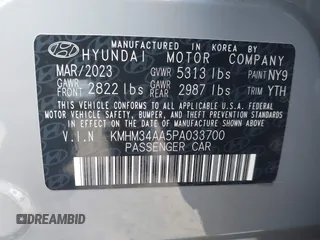 MANUFACTURED IN KOREA BY
HYUNDAI MOTOR COMPANY
MAR/2023 GVWR 5313 lbs PAINT NY9
GAWR FRONT 2822 lbs GAWR REAR 2987 lbs TRIM YTH
THIS VEHICLE CONFORMS TO ALL APPLICABLE U.S.
FEDERAL MOTOR VEHICLE SAFETY, BUMPER, AND THEFT
PREVENTION STANDARDS IN EFFECT ON THE DATE OF
MANUFACTURE SHOWN ABOVE.
V.I.N KMHM34AA5PA033700
PASSENGER CAR
DREAMBID